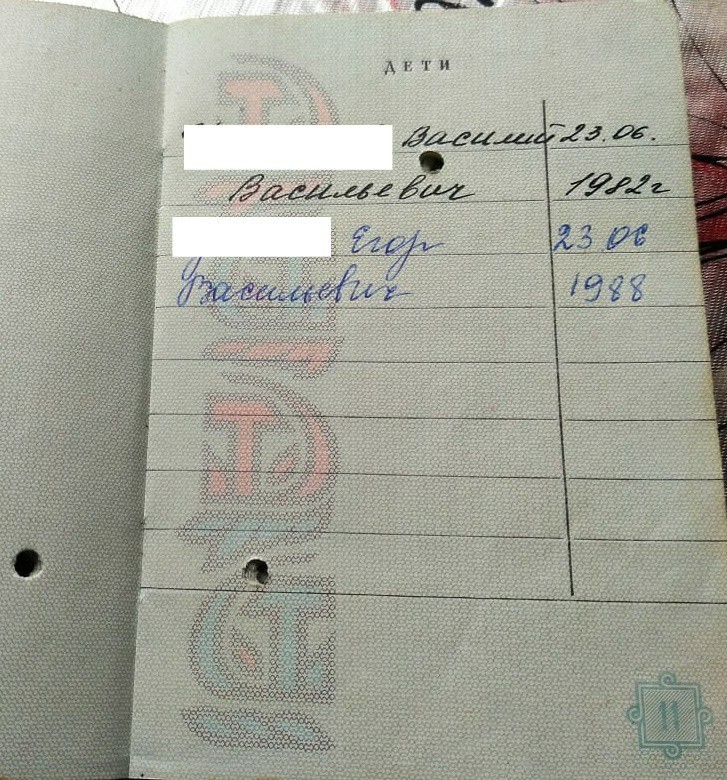 ДЕТИ
Василий 23.06.
Васильевич 1982г
Егор 23 06
Васильевич 1988
11